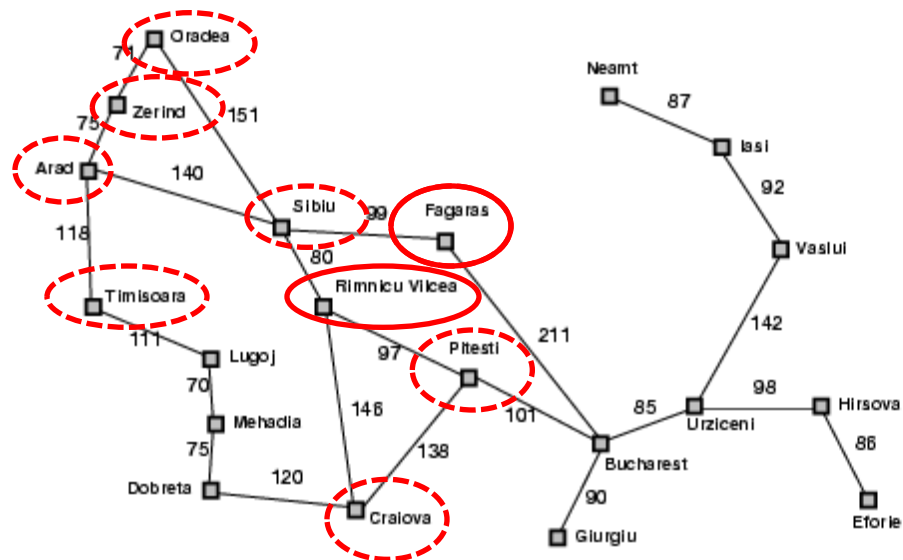 Oradea
71
Neamt
Zerind
87
75
151
Iasi
Arad
140
92
Sibiu
Fagaras
99
118
80
Vaslui
Timisoara
Rimnicu Vilcea
111
211
142
Lugoj
97
Pitesti
70
98
Hirsova
146
101
85
Urziceni
Mehadia
75
138
Bucharest
86
120
Dobreta
90
Craiova
Eforie
Giurgiu